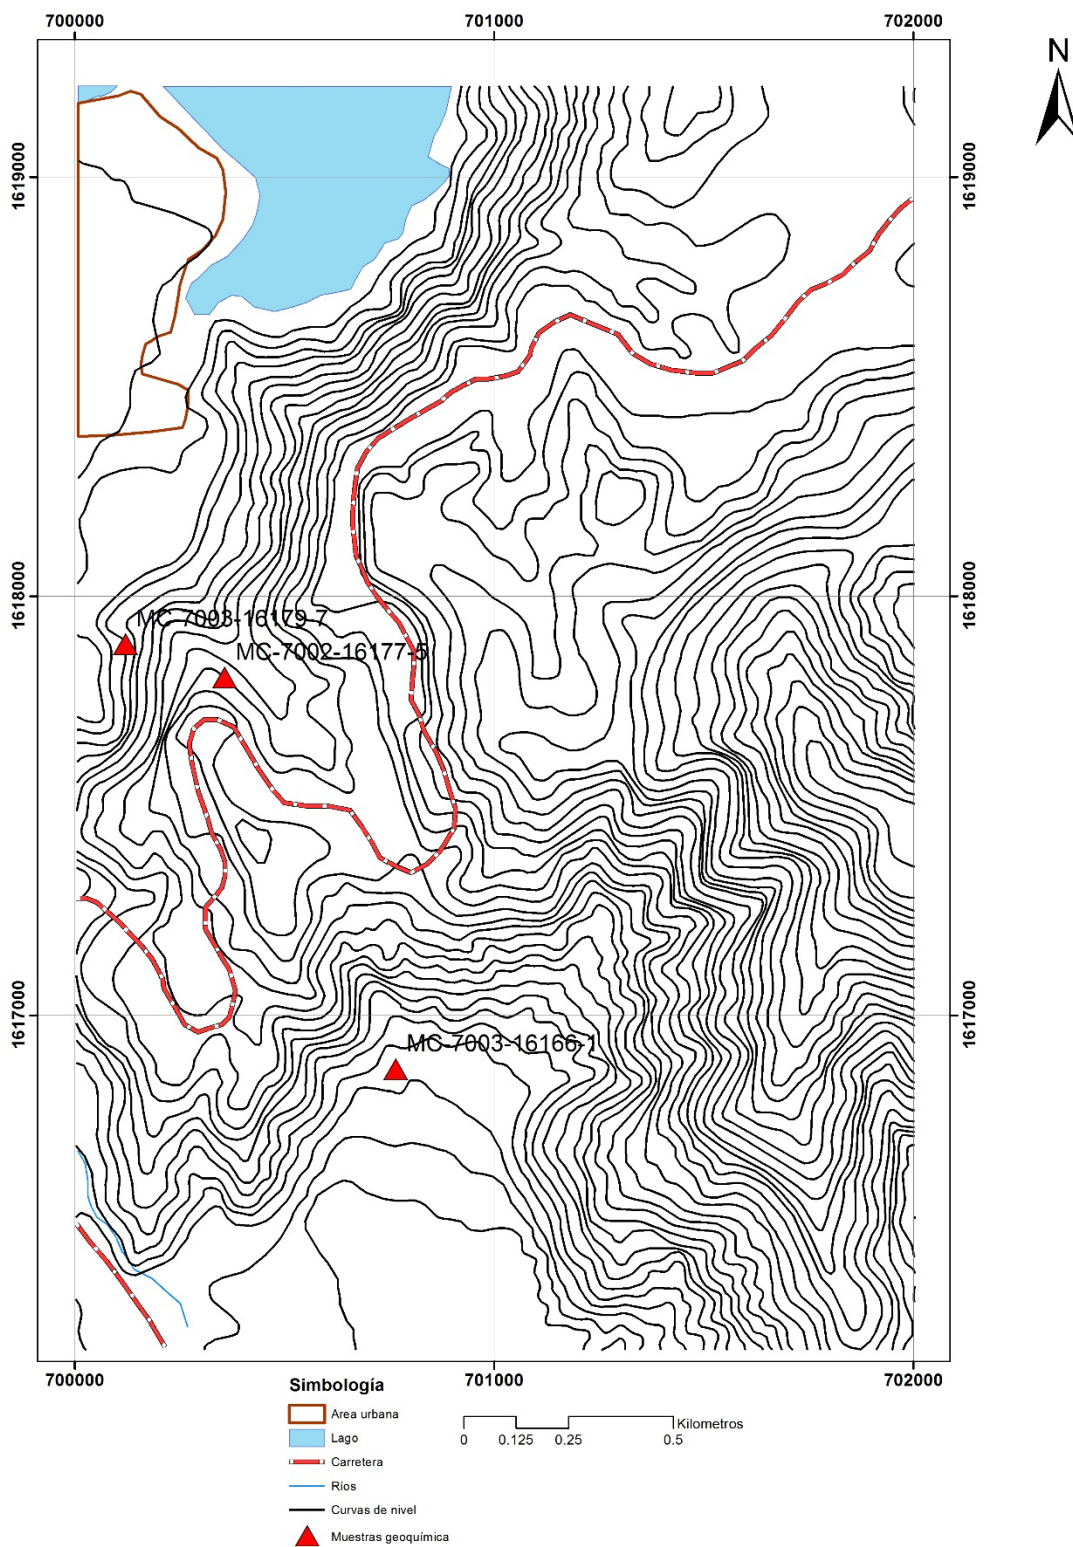 700000 701000 702000
N
1619000 1619000
1618000 1618000
MC-7003-16179-7
MC-7002-16177-5
1617000 1617000
MC-7003-16166-1
700000 701000 702000
Simbología
Area urbana
Lago
Carretera
Rios
Curvas de nivel
Muestras geoquímica
Kilometros
0 0.125 0.25 0.5